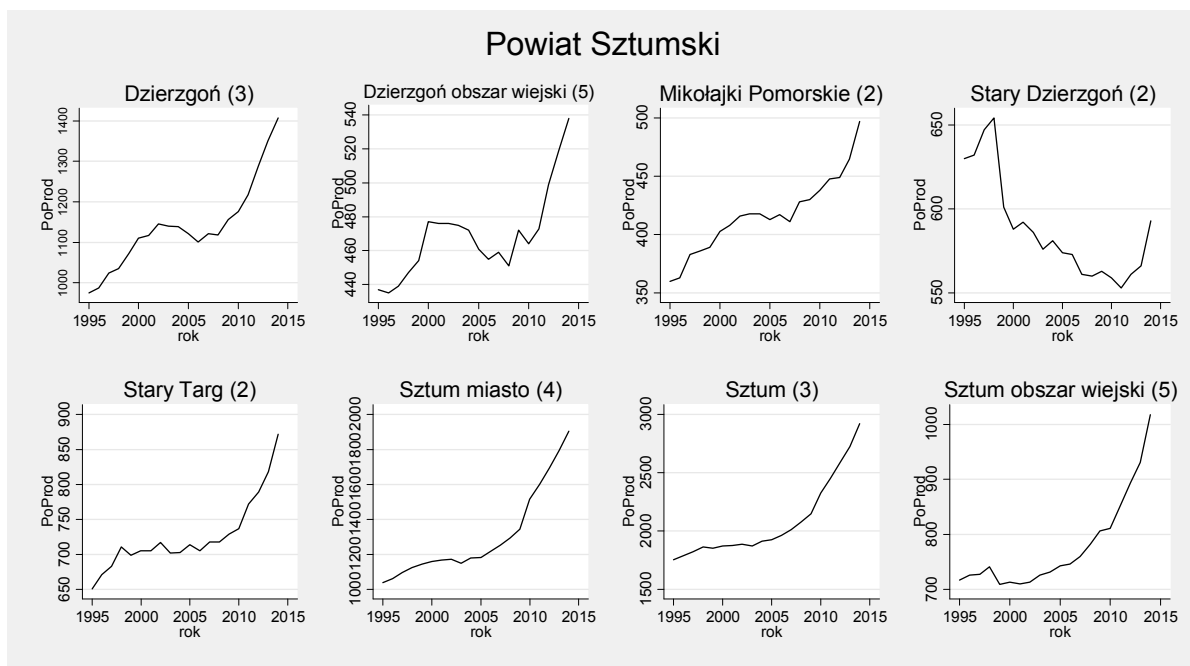 Powiat Sztumski
Dzierzgoń (3)
PoProd
1000 1100 1200 1300 1400
1995 2000 2005 2010 2015
rok
Dzierzgoń obszar wiejski (5)
PoProd
440 460 480 500 520 540
1995 2000 2005 2010 2015
rok
Mikołajki Pomorskie (2)
PoProd
350 400 450 500
1995 2000 2005 2010 2015
rok
Stary Dzierzgoń (2)
PoProd
550 600 650
1995 2000 2005 2010 2015
rok
Stary Targ (2)
PoProd
650 700 750 800 850 900
1995 2000 2005 2010 2015
rok
Sztum miasto (4)
PoProd
1000 1200 1400 1600 1800 2000
1995 2000 2005 2010 2015
rok
Sztum (3)
PoProd
1500 2000 2500 3000
1995 2000 2005 2010 2015
rok
Sztum obszar wiejski (5)
PoProd
700 800 900 1000
1995 2000 2005 2010 2015
rok